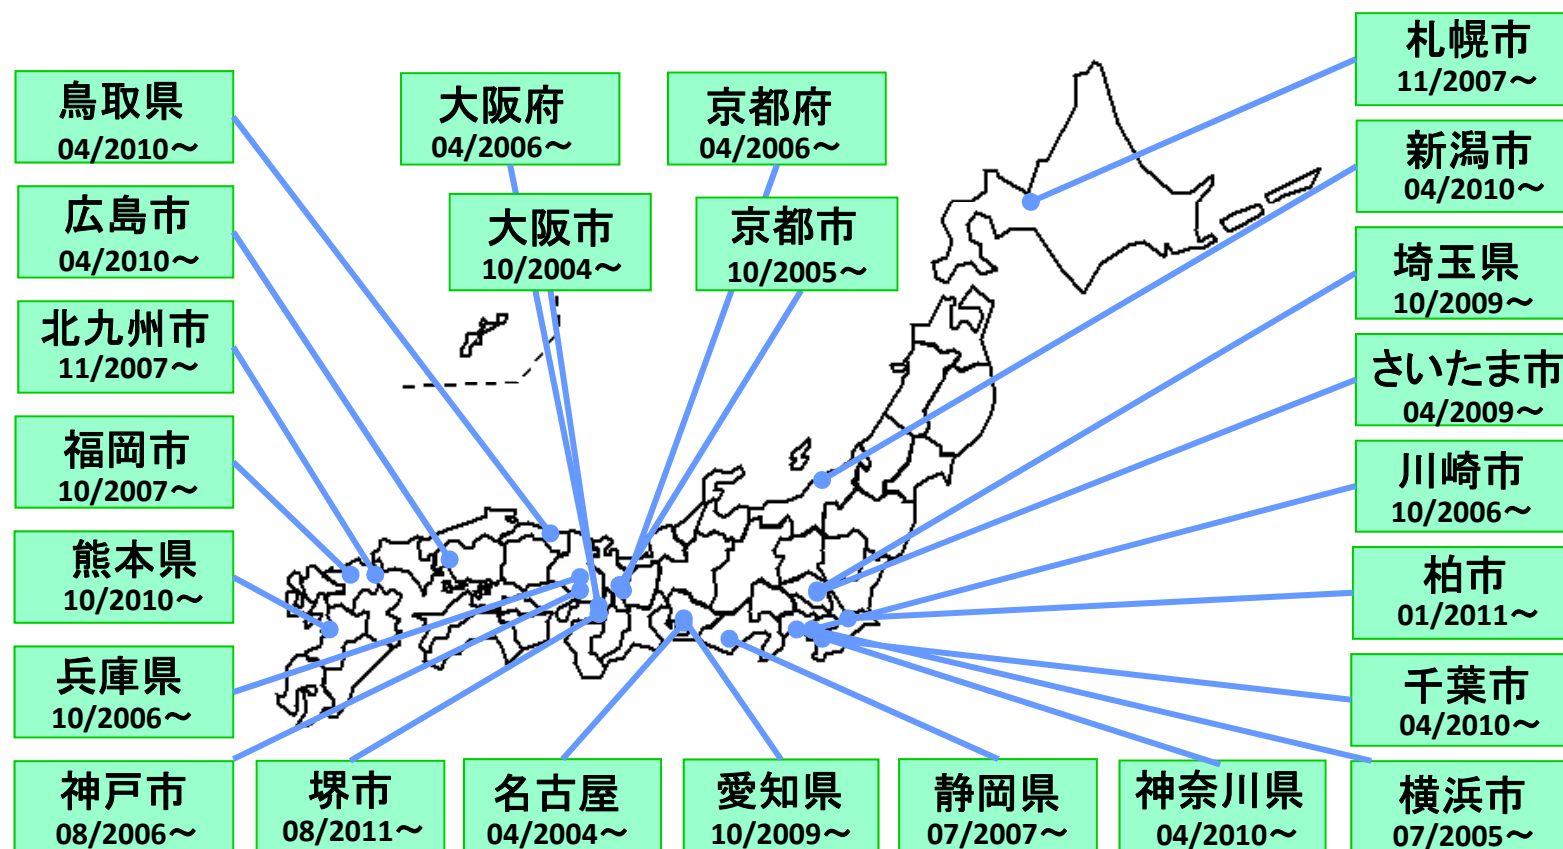 鳥取県
04/2010～
広島市
04/2010～
北九州市
11/2007～
福岡市
10/2007～
熊本県
10/2010～
兵庫県
10/2006～
神戸市
08/2006～
大阪府
04/2006～
大阪市
10/2004～
京都府
04/2006～
京都市
10/2005～
札幌市
11/2007～
新潟市
04/2010～
埼玉県
10/2009～
さいたま市
04/2009～
川崎市
10/2006～
柏市
01/2011～
千葉市
04/2010～
堺市
08/2011～
名古屋
04/2004～
愛知県
10/2009～
静岡県
07/2007～
神奈川県
04/2010～
横浜市
07/2005～